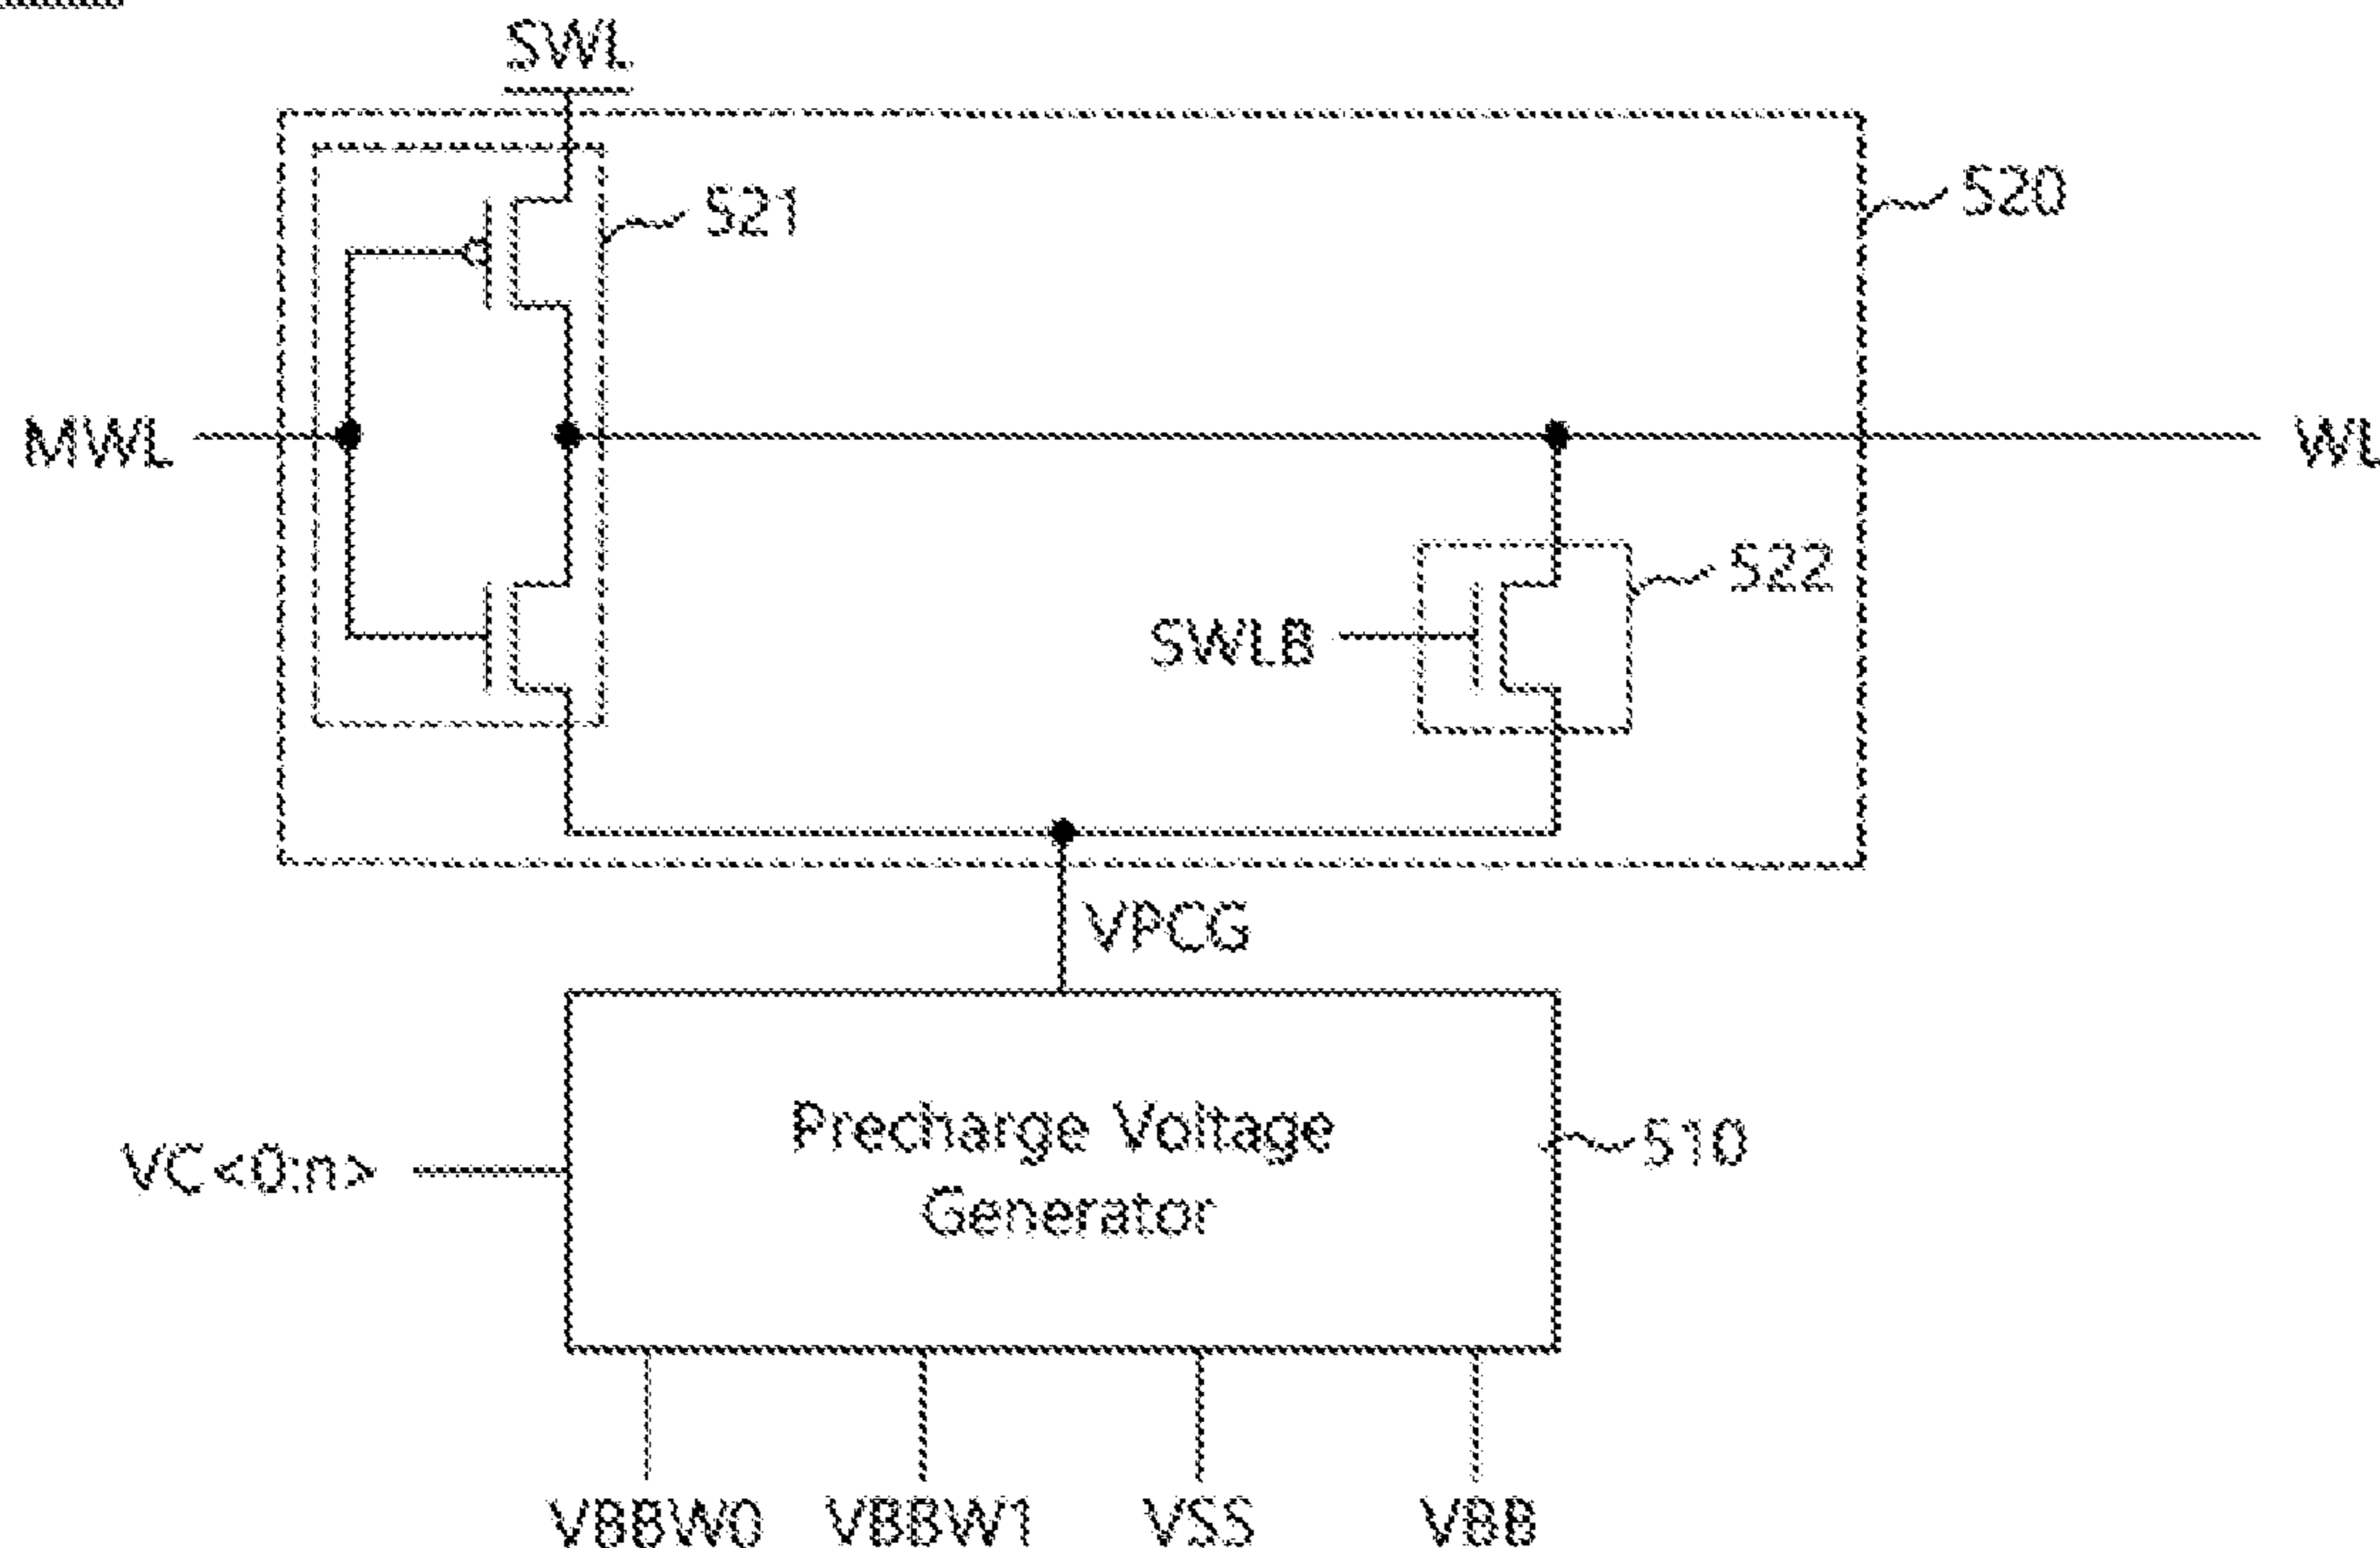 SWL
521
520
MWL
WL
522
SWLB
VPCG
VC<0:n>
Precharge Voltage
Generator
510
VBBW0 VBBW1 VSS VBB